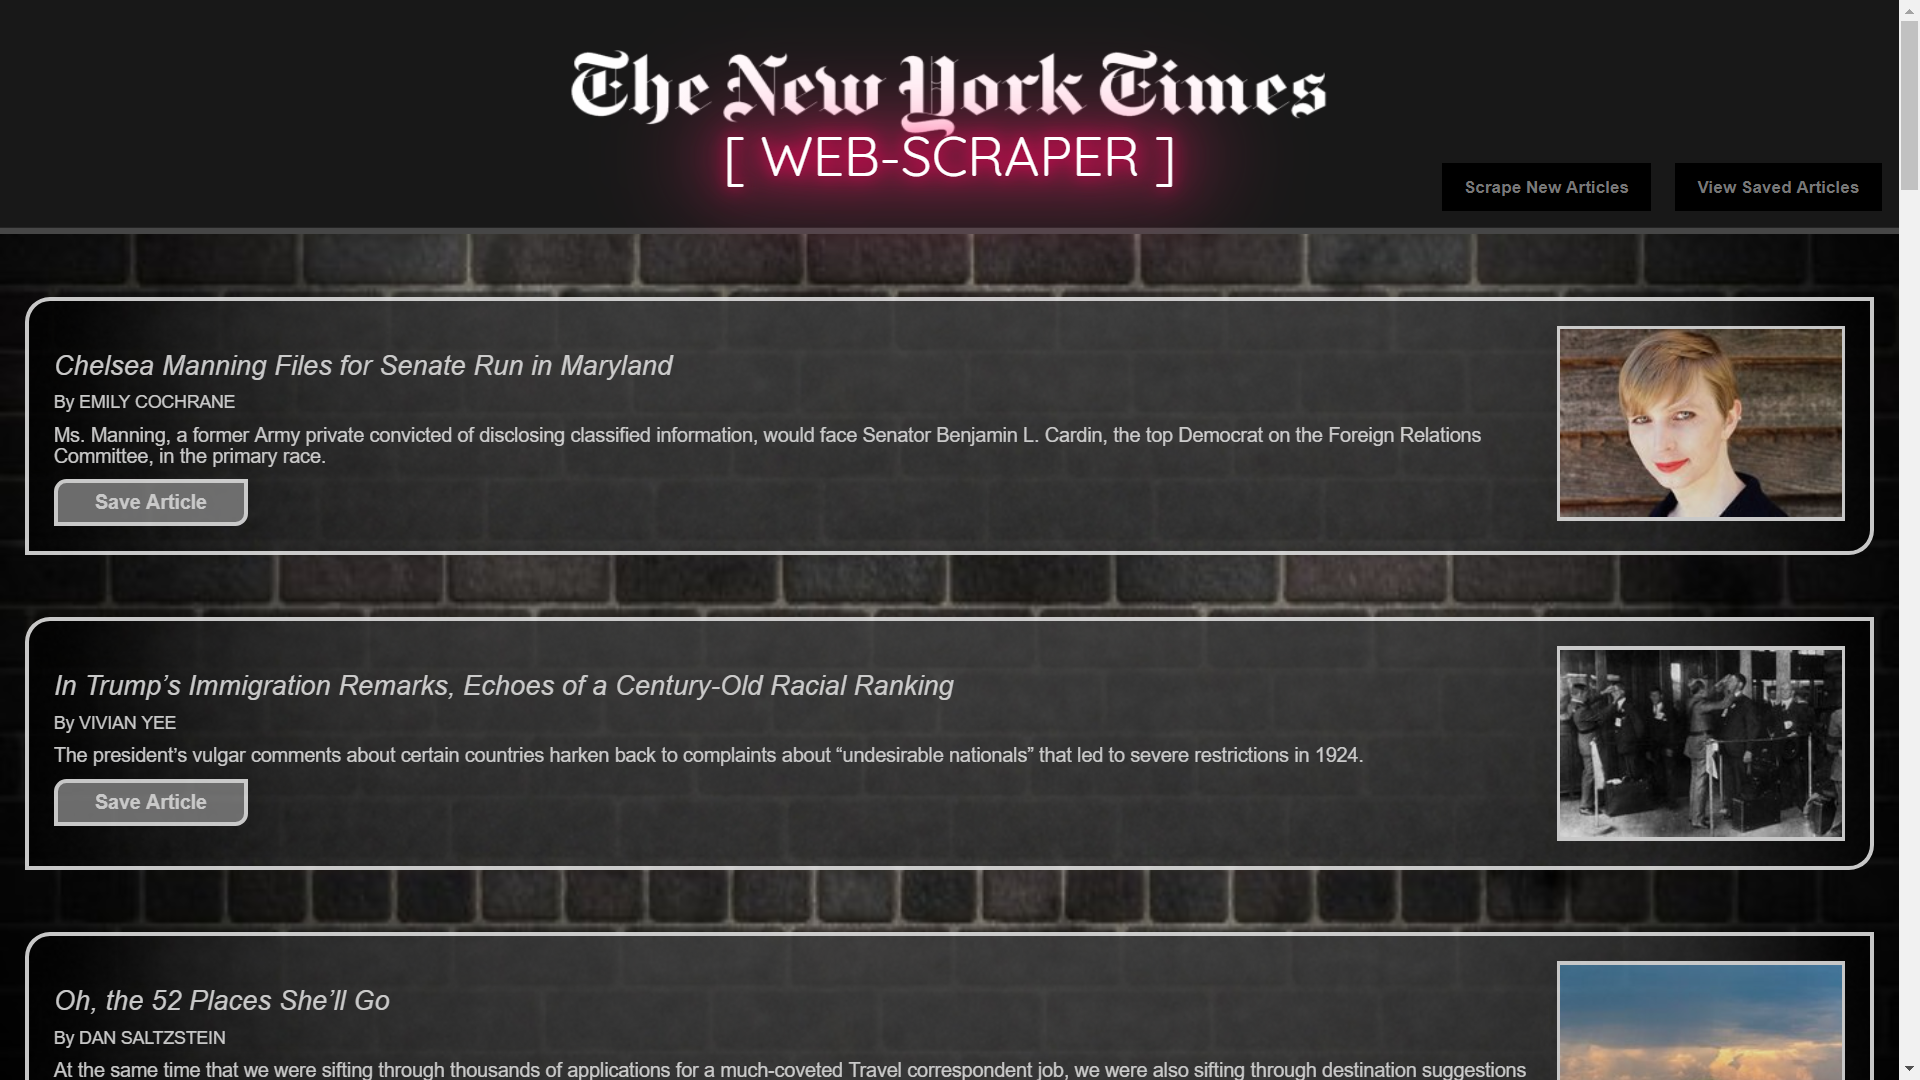 The New York Times
[ WEB-SCRAPER ]
Scrape New Articles
View Saved Articles
Chelsea Manning Files for Senate Run in Maryland
By EMILY COCHRANE
Ms. Manning, a former Army private convicted of disclosing classified information, would face Senator Benjamin L. Cardin, the top Democrat on the Foreign Relations
Committee, in the primary race.
Save Article
In Trump’s Immigration Remarks, Echoes of a Century-Old Racial Ranking
By VIVIAN YEE
The president’s vulgar comments about certain countries harken back to complaints about “undesirable nationals” that led to severe restrictions in 1924.
Save Article
Oh, the 52 Places She’ll Go
By DAN SALTZSTEIN
At the same time that we were sifting through thousands of applications for a much-coveted Travel correspondent job, we were also sifting through destination suggestions